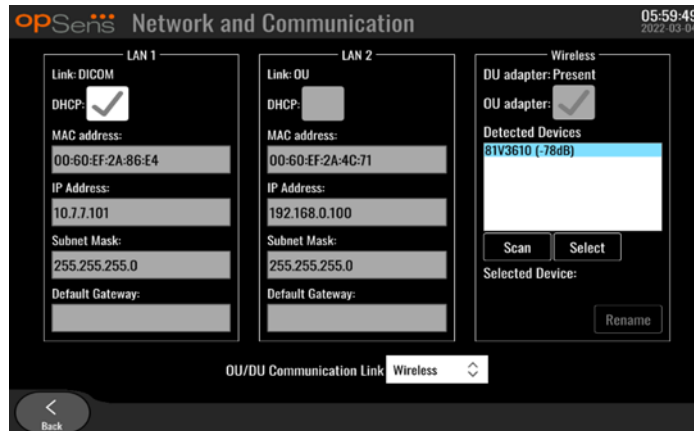 opSens Network and Communication
05:59:49
2022-03-04
LAN 1
Link: DICOM
DHCP:
MAC address:
00:60:EF:2A:86:E4
IP Address:
10.7.7.101
Subnet Mask:
255.255.255.0
Default Gateway:
LAN 2
Link: OU
DHCP:
MAC address:
00:60:EF:2A:4C:71
IP Address:
192.168.0.100
Subnet Mask:
255.255.255.0
Default Gateway:
Wireless
DU adapter: Present
OU adapter:
Detected Devices
81V3610 (-78dB)
Scan Select
Selected Device:
Rename
OU/DU Communication Link Wireless
Back